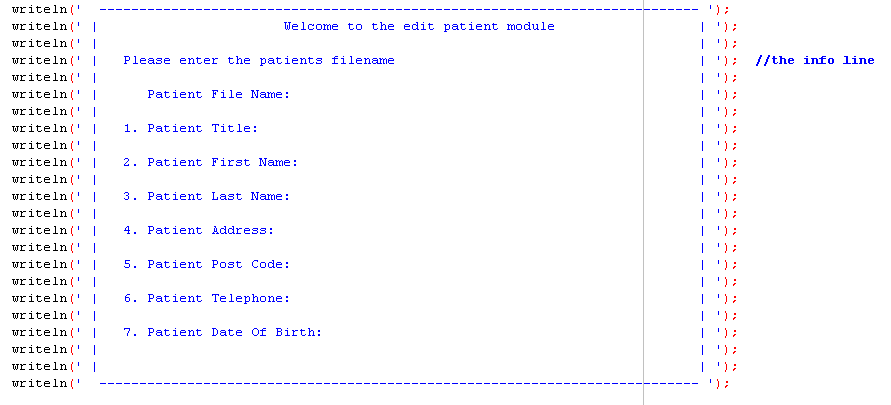 writeln('  --------------------------------------------------------------------------- ');
writeln(' |                       Welcome to the edit patient module                  | ');
writeln(' |                                                                           | ');
writeln(' |   Please enter the patients filename                                      | ');  //the info line
writeln(' |                                                                           | ');
writeln(' |      Patient File Name:                                                   | ');
writeln(' |                                                                           | ');
writeln(' |   1. Patient Title:                                                       | ');
writeln(' |                                                                           | ');
writeln(' |   2. Patient First Name:                                                  | ');
writeln(' |                                                                           | ');
writeln(' |   3. Patient Last Name:                                                   | ');
writeln(' |                                                                           | ');
writeln(' |   4. Patient Address:                                                     | ');
writeln(' |                                                                           | ');
writeln(' |   5. Patient Post Code:                                                   | ');
writeln(' |                                                                           | ');
writeln(' |   6. Patient Telephone:                                                   | ');
writeln(' |                                                                           | ');
writeln(' |   7. Patient Date Of Birth:                                               | ');
writeln(' |                                                                           | ');
writeln(' |                                                                           | ');
writeln('  --------------------------------------------------------------------------- ');